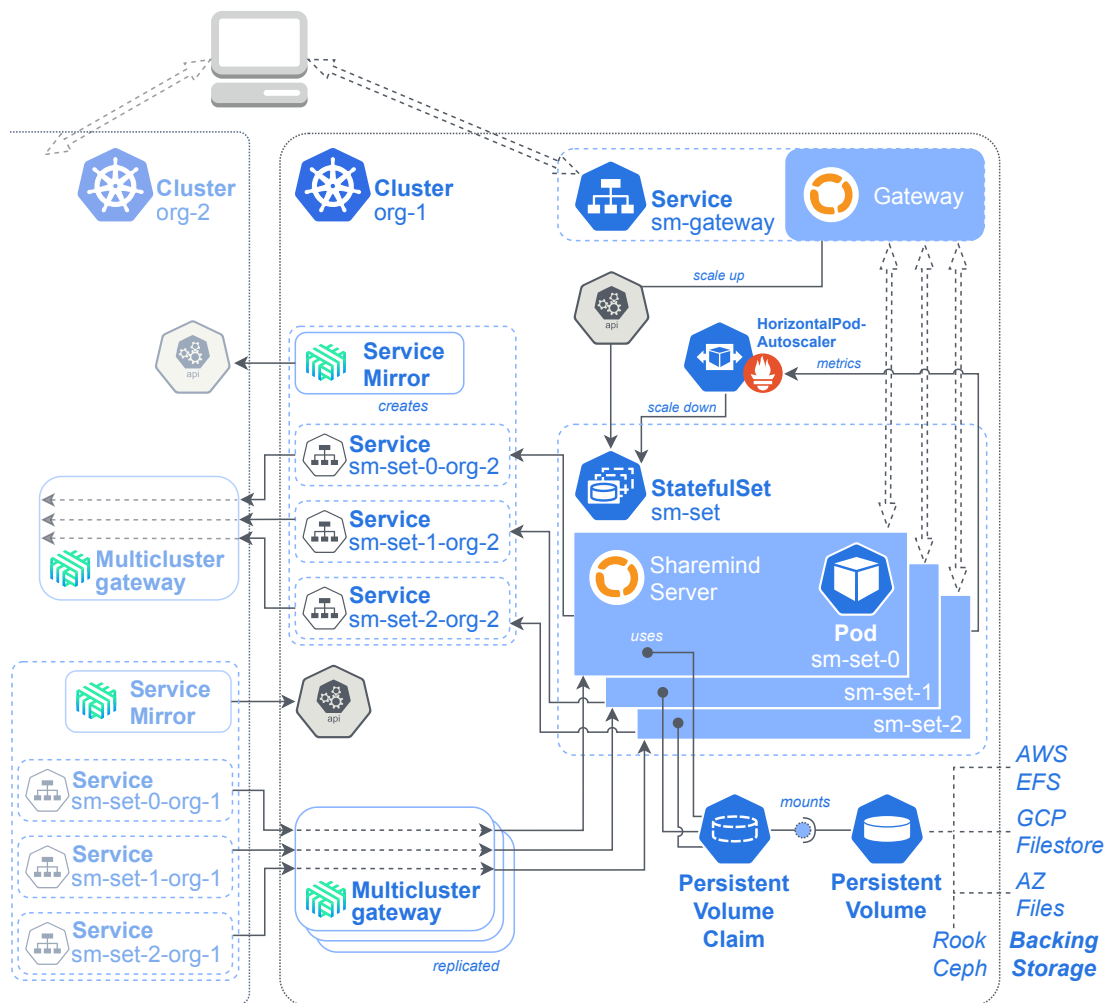 Cluster
org-2
Cluster
org-1
Service
sm-gateway
Gateway
scale up
api
HorizontalPod-
Autoscaler
metrics
scale down
api
Service
Mirror
creates
Service
sm-set-0-org-2
Service
sm-set-1-org-2
Service
sm-set-2-org-2
Multicluster
gateway
StatefulSet
sm-set
Sharemind
Server
Pod
sm-set-0
sm-set-1
sm-set-2
uses
Service
Mirror
api
Service
sm-set-0-org-1
Service
sm-set-1-org-1
Service
sm-set-2-org-1
Multicluster
gateway
replicated
mounts
Persistent
Volume
Claim
Persistent
Volume
AWS
EFS
GCP
Filestore
AZ
Files
Rook
Ceph
Backing
Storage